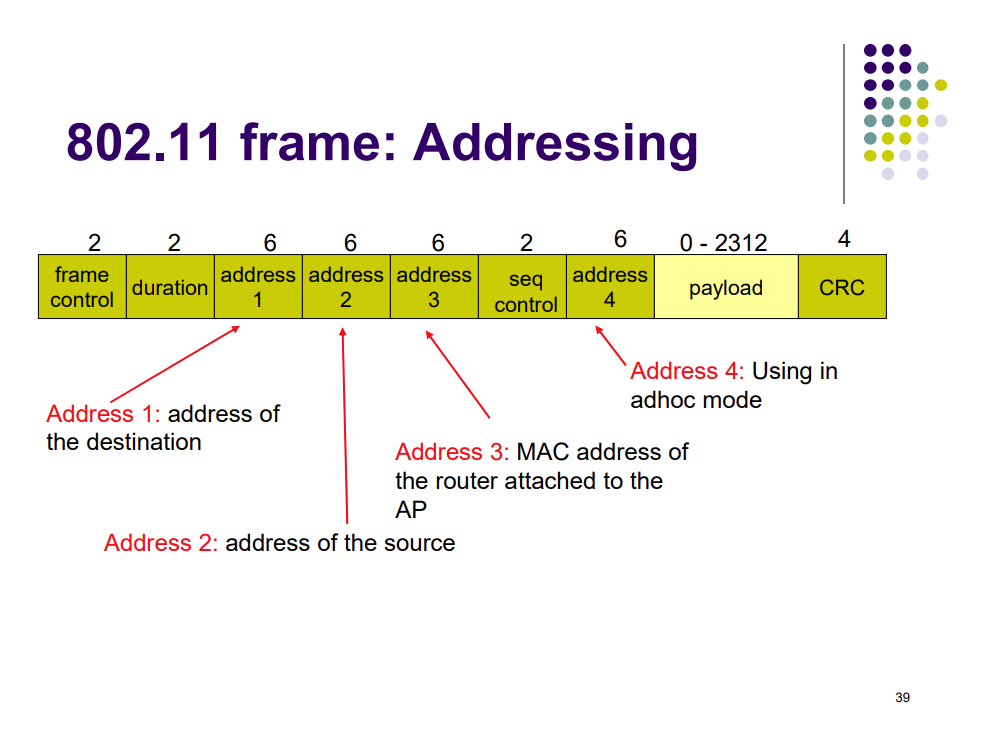 802.11 frame: Addressing
2 2 6 6 6 2 6 0 - 2312 4
frame control
duration
address 1
address 2
address 3
seq control
address 4
payload
CRC
Address 4: Using in
adhoc mode
Address 1: address of
the destination
Address 3: MAC address of
the router attached to the
AP
Address 2: address of the source
39